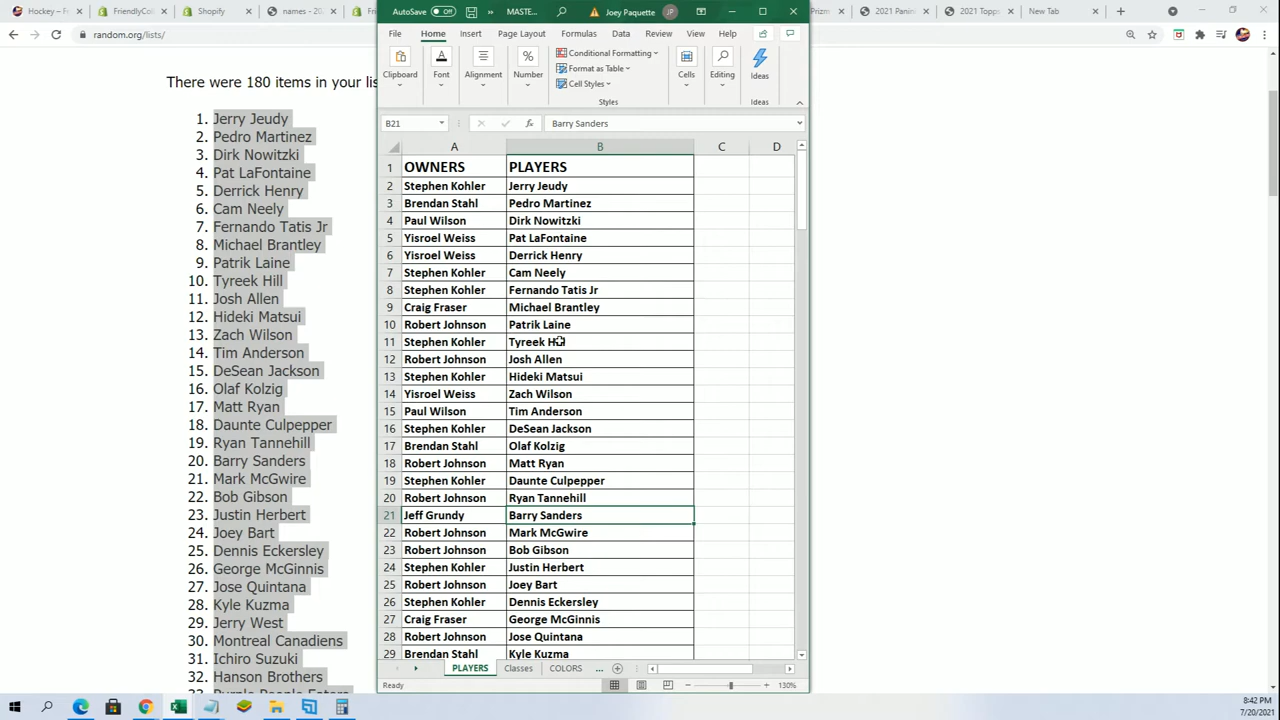 Hockey – F
FriendlyCol
Shopify
names - 20
Fri
Prizm
2021 Panini
2021 Topps
New Tab
random.org/lists/
AutoSave Off MASTE... Joey Paquette JP
File Home Insert Page Layout Formulas Data Review View Help
Clipboard Font Alignment Number Conditional Formatting Format as Table Cell Styles Styles Cells Editing Ideas Ideas
B21 fx Barry Sanders
There were 180 items in your lis
1. Jerry Jeudy
2. Pedro Martinez
3. Dirk Nowitzki
4. Pat LaFontaine
5. Derrick Henry
6. Cam Neely
7. Fernando Tatis Jr
8. Michael Brantley
9. Patrik Laine
10. Tyreek Hill
11. Josh Allen
12. Hideki Matsui
13. Zach Wilson
14. Tim Anderson
15. DeSean Jackson
16. Olaf Kolzig
17. Matt Ryan
18. Daunte Culpepper
19. Ryan Tannehill
20. Barry Sanders
21. Mark McGwire
22. Bob Gibson
23. Justin Herbert
24. Joey Bart
25. Dennis Eckersley
26. George McGinnis
27. Jose Quintana
28. Kyle Kuzma
29. Jerry West
30. Montreal Canadiens
31. Ichiro Suzuki
32. Hanson Brothers
33. Purple People Eaters
A B C D
1 OWNERS PLAYERS
2 Stephen Kohler Jerry Jeudy
3 Brendan Stahl Pedro Martinez
4 Paul Wilson Dirk Nowitzki
5 Yisroel Weiss Pat LaFontaine
6 Yisroel Weiss Derrick Henry
7 Stephen Kohler Cam Neely
8 Stephen Kohler Fernando Tatis Jr
9 Craig Fraser Michael Brantley
10 Robert Johnson Patrik Laine
11 Stephen Kohler Tyreek Hill
12 Robert Johnson Josh Allen
13 Stephen Kohler Hideki Matsui
14 Yisroel Weiss Zach Wilson
15 Paul Wilson Tim Anderson
16 Stephen Kohler DeSean Jackson
17 Brendan Stahl Olaf Kolzig
18 Robert Johnson Matt Ryan
19 Stephen Kohler Daunte Culpepper
20 Robert Johnson Ryan Tannehill
21 Jeff Grundy Barry Sanders
22 Robert Johnson Mark McGwire
23 Robert Johnson Bob Gibson
24 Stephen Kohler Justin Herbert
25 Robert Johnson Joey Bart
26 Stephen Kohler Dennis Eckersley
27 Craig Fraser George McGinnis
28 Robert Johnson Jose Quintana
29 Brendan Stahl Kyle Kuzma
PLAYERS Classes COLORS ...
Ready 130%
8:42 PM
7/20/2021